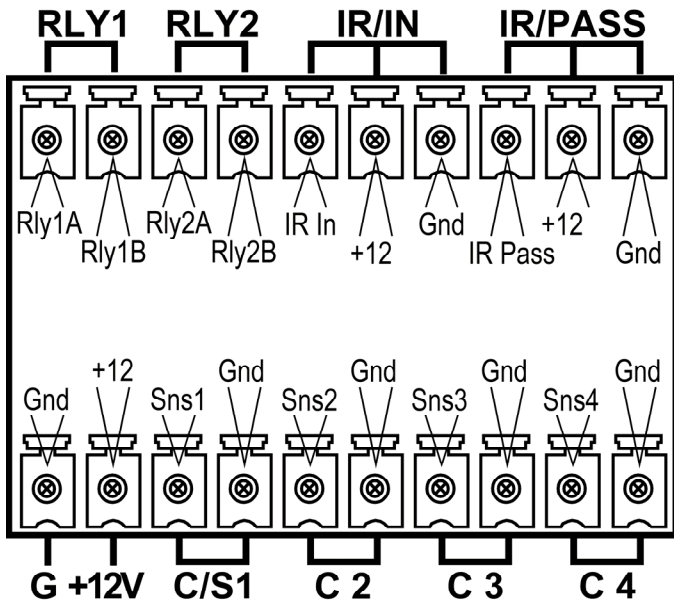 RLY1 RLY2 IR/IN IR/PASS
Rly1A Rly2A IR In Gnd +12
Rly1B Rly2B +12 IR Pass Gnd
+12 Gnd Gnd Gnd Gnd
Gnd Sns1 Sns2 Sns3 Sns4
G +12V C/S1 C 2 C 3 C 4